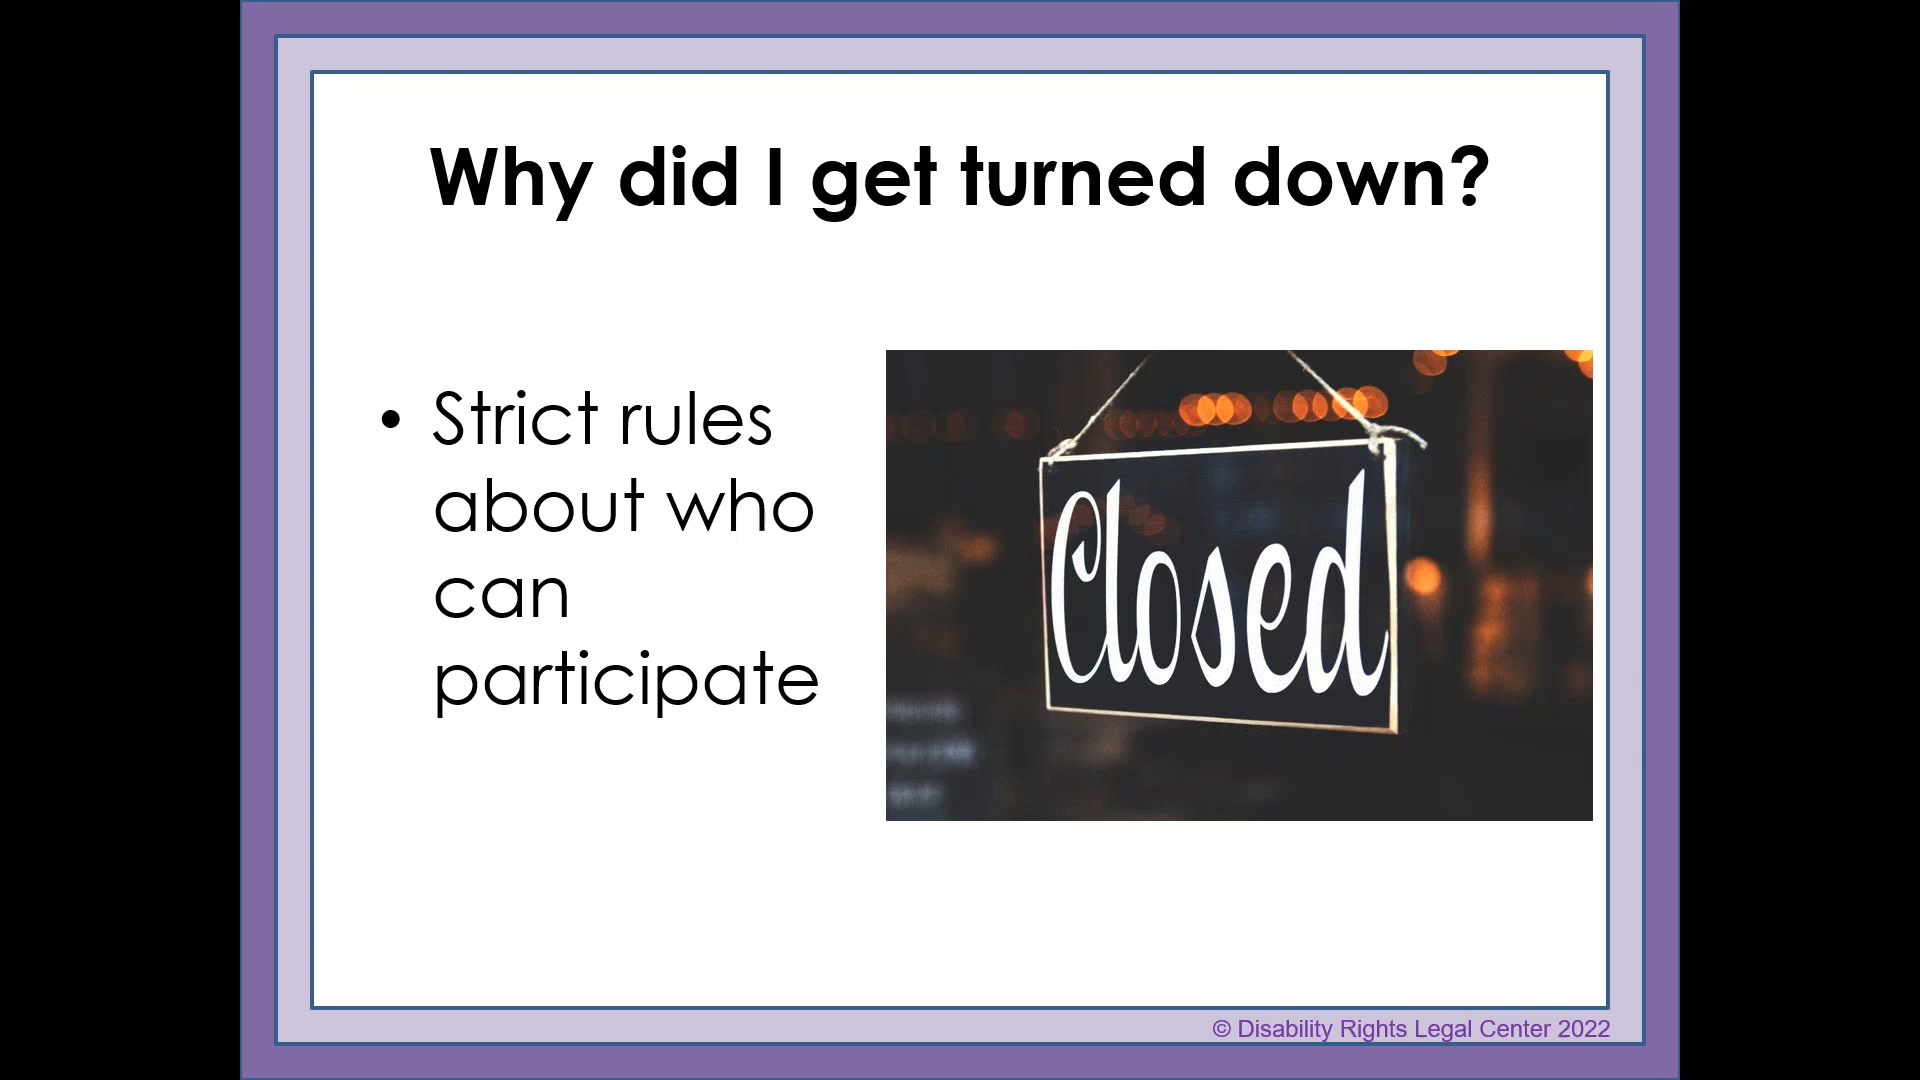 Why did I get turned down?
• Strict rules
about who
can
participate
Closed
© Disability Rights Legal Center 2022